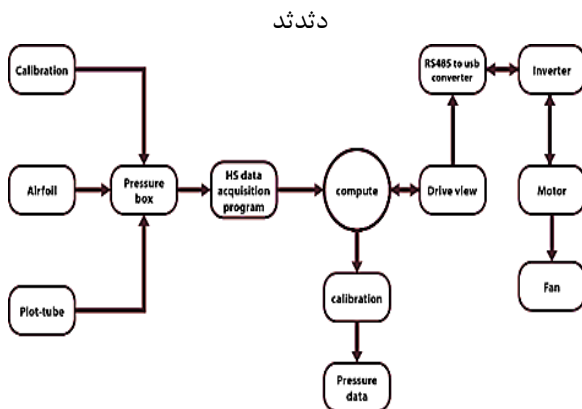 دثدثد
Calibration
Airfoil
Plot-tube
Pressure
box
HS data
acquisition
program
compute
calibration
Pressure
data
Drive view
RS485 to usb
converter
Inverter
Motor
Fan